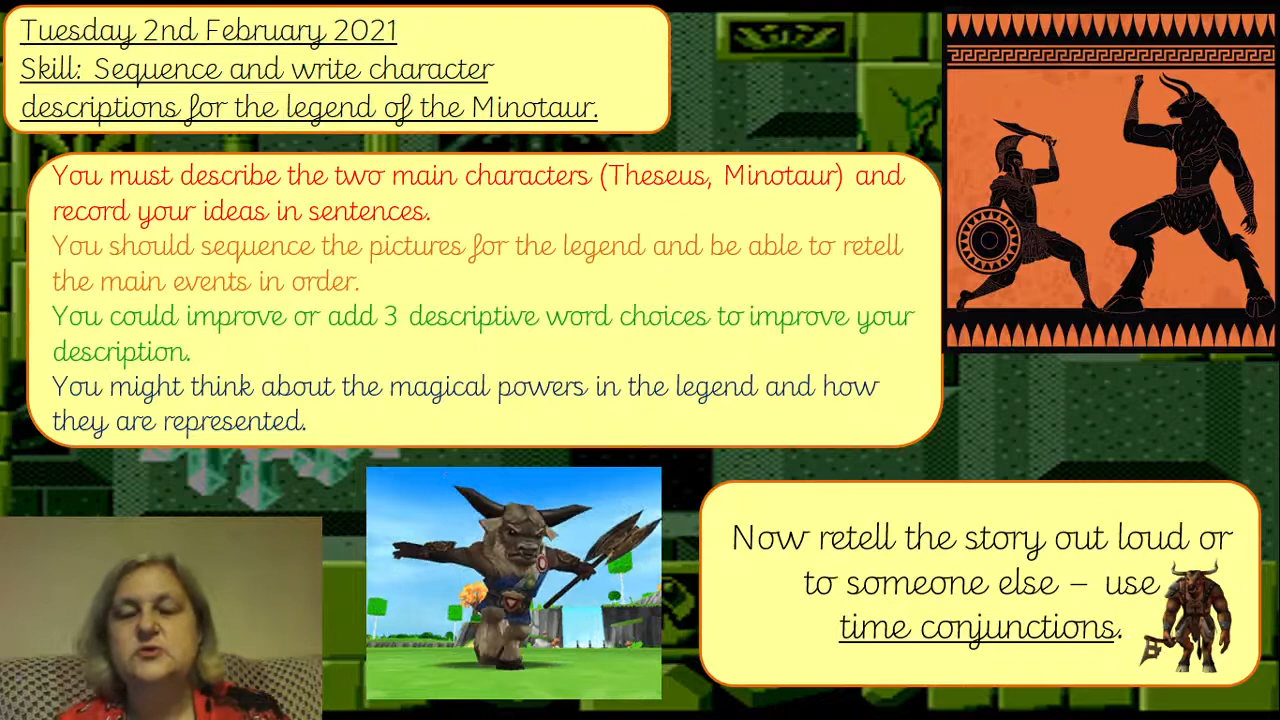 Tuesday 2nd February 2021
Skill: Sequence and write character
descriptions for the legend of the Minotaur.
You must describe the two main characters (Theseus, Minotaur) and
record your ideas in sentences.
You should sequence the pictures for the legend and be able to retell
the main events in order.
You could improve or add 3 descriptive word choices to improve your
description.
You might think about the magical powers in the legend and how
they are represented.
Now retell the story out loud or
to someone else – use
time conjunctions.